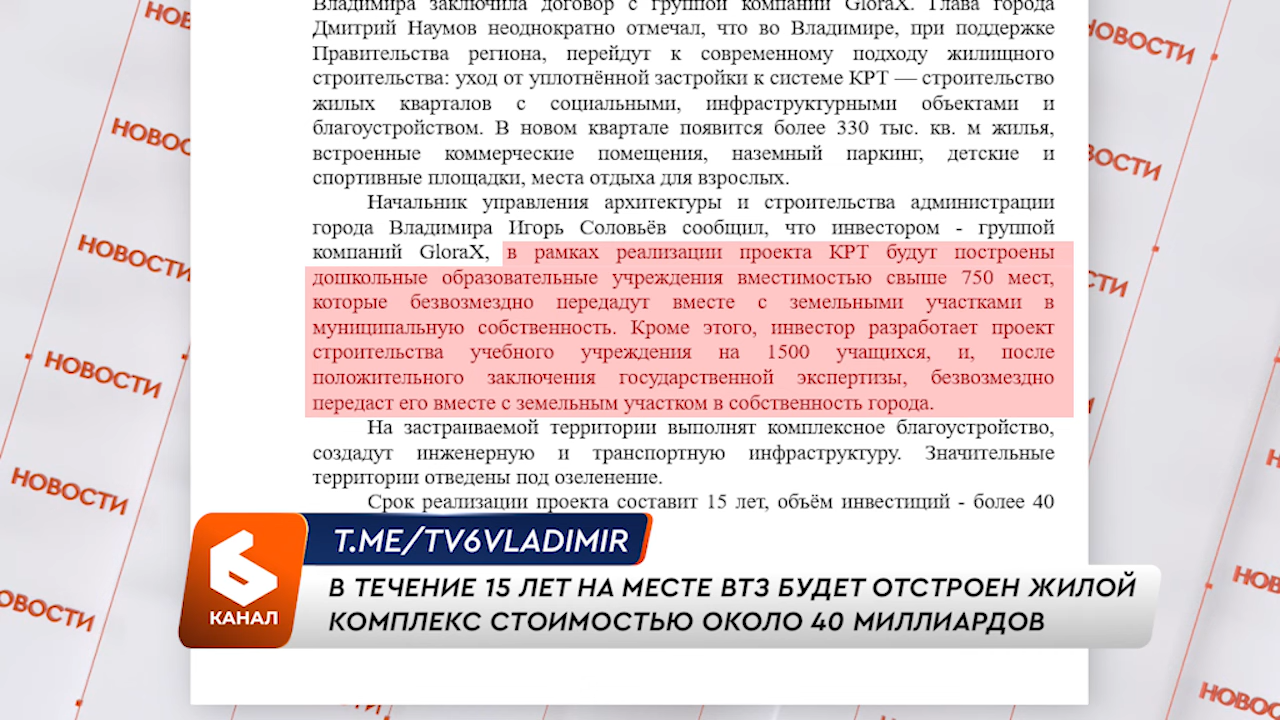 Владимира заключила договор с группой компаний GloraX. Глава города
Дмитрий Наумов неоднократно отмечал, что во Владимире, при поддержке
Правительства региона, перейдут к современному подходу жилищного
строительства: уход от уплотнённой застройки к системе КРТ — строительство
жилых кварталов с социальными, инфраструктурными объектами и
благоустройством. В новом квартале появится более 330 тыс. кв. м жилья,
встроенные коммерческие помещения, наземный паркинг, детские и
спортивные площадки, места отдыха для взрослых.
Начальник управления архитектуры и строительства администрации
города Владимира Игорь Соловьёв сообщил, что инвестором - группой
компаний GloraX, в рамках реализации проекта КРТ будут построены
дошкольные образовательные учреждения вместимостью свыше 750 мест,
которые безвозмездно передадут вместе с земельными участками в
муниципальную собственность. Кроме этого, инвестор разработает проект
строительства учебного учреждения на 1500 учащихся, и, после
положительного заключения государственной экспертизы, безвозмездно
передаст его вместе с земельным участком в собственность города.
На застраиваемой территории выполнят комплексное благоустройство,
создадут инженерную и транспортную инфраструктуру. Значительные
территории отведены под озеленение.
Срок реализации проекта составит 15 лет, объём инвестиций - более 40
6
КАНАЛ
T.ME/TV6VLADIMIR
В ТЕЧЕНИЕ 15 ЛЕТ НА МЕСТЕ ВТЗ БУДЕТ ОТСТРОЕН ЖИЛОЙ
КОМПЛЕКС СТОИМОСТЬЮ ОКОЛО 40 МИЛЛИАРДОВ
НОВОСТИ
НОВОСТИ
НОВОСТИ
НОВОСТИ